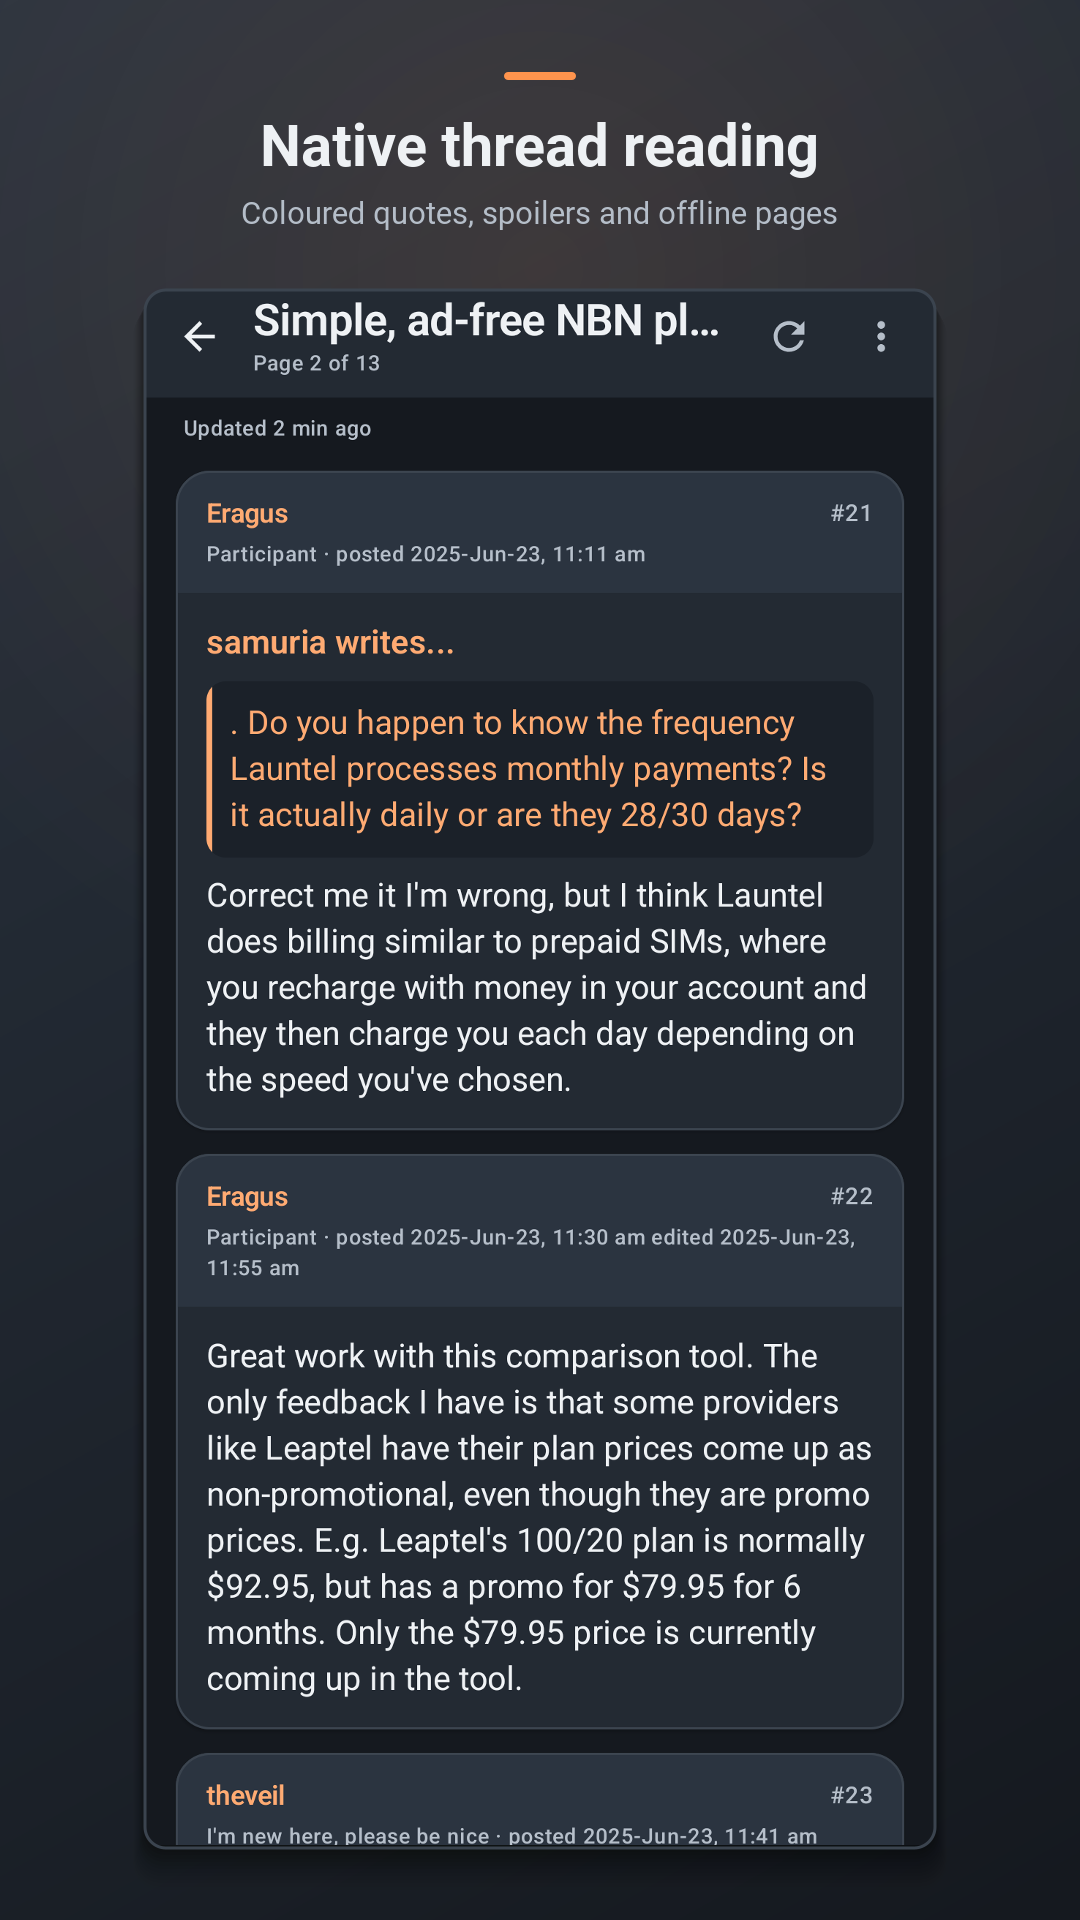 Native thread reading
Coloured quotes, spoilers and offline pages
Simple, ad-free NBN pl...
Page 2 of 13
Updated 2 min ago
Eragus
#21
Participant · posted 2025-Jun-23, 11:11 am
samuria writes...
. Do you happen to know the frequency
Launtel processes monthly payments? Is
it actually daily or are they 28/30 days?
Correct me it I'm wrong, but I think Launtel
does billing similar to prepaid SIMs, where
you recharge with money in your account and
they then charge you each day depending on
the speed you've chosen.
Eragus
#22
Participant · posted 2025-Jun-23, 11:30 am edited 2025-Jun-23,
11:55 am
Great work with this comparison tool. The
only feedback I have is that some providers
like Leaptel have their plan prices come up as
non-promotional, even though they are promo
prices. E.g. Leaptel's 100/20 plan is normally
$92.95, but has a promo for $79.95 for 6
months. Only the $79.95 price is currently
coming up in the tool.
theveil
#23
I'm new here, please be nice · posted 2025-Jun-23, 11:41 am